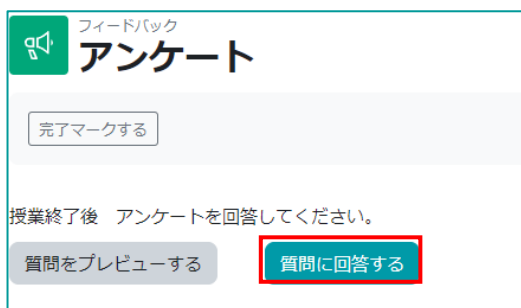 フィードバック
アンケート
完了マークする
授業終了後　アンケートを回答してください。
質問をプレビューする
質問に回答する